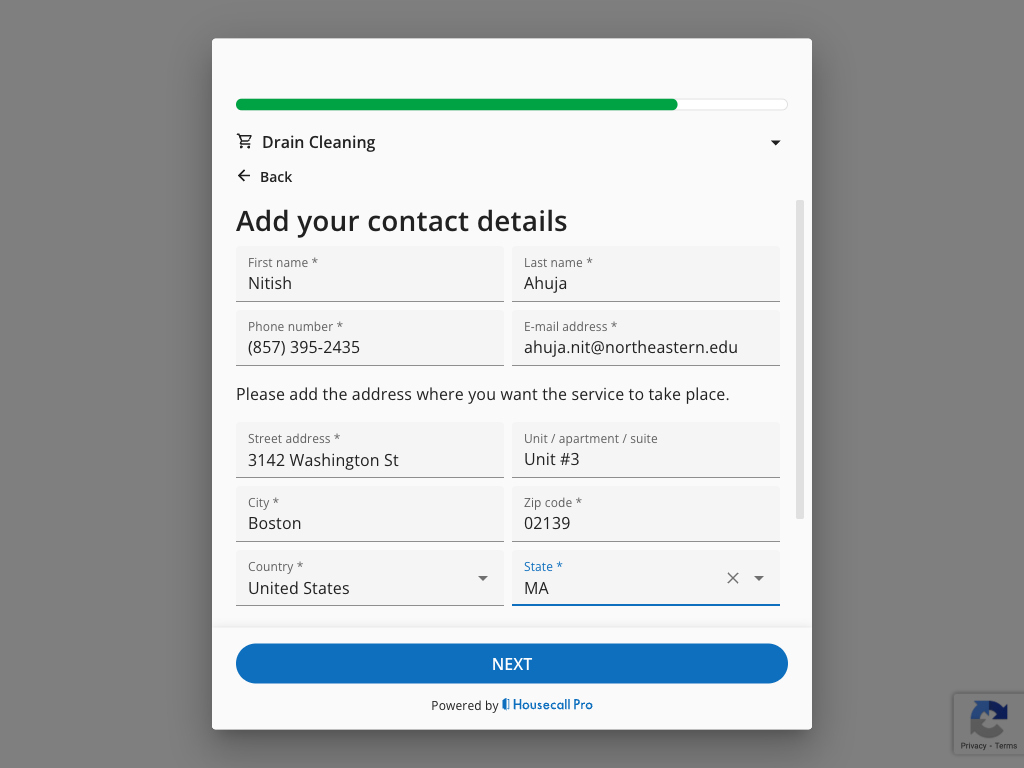 Drain Cleaning
Back
Add your contact details
First name *
Nitish
Last name *
Ahuja
Phone number *
(857) 395-2435
E-mail address *
ahuja.nit@northeastern.edu
Please add the address where you want the service to take place.
Street address *
3142 Washington St
Unit / apartment / suite
Unit #3
City *
Boston
Zip code *
02139
Country *
United States
State *
MA
NEXT
Powered by Housecall Pro
Privacy - Terms